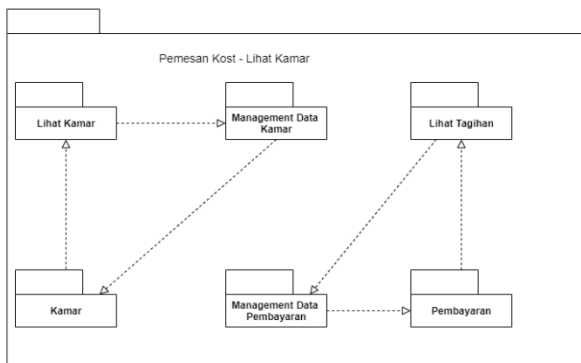 Pemesan Kost - Lihat Kamar
Lihat Kamar
Management Data
Kamar
Lihat Tagihan
Kamar
Management Data
Pembayaran
Pembayaran